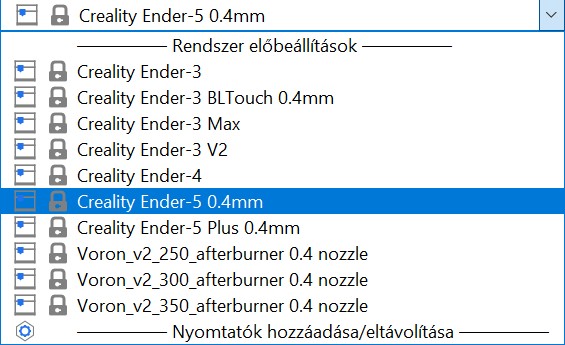 Creality Ender-5 0.4mm
Rendszer előbeállítások
Creality Ender-3
Creality Ender-3 BLTouch 0.4mm
Creality Ender-3 Max
Creality Ender-3 V2
Creality Ender-4
Creality Ender-5 0.4mm
Creality Ender-5 Plus 0.4mm
Voron_v2_250_afterburner 0.4 nozzle
Voron_v2_300_afterburner 0.4 nozzle
Voron_v2_350_afterburner 0.4 nozzle
Nyomtatók hozzáadása/eltávolítása